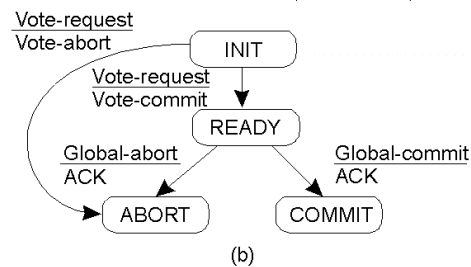 Vote-request
Vote-abort
INIT
Vote-request
Vote-commit
READY
Global-abort
ACK
Global-commit
ACK
ABORT
COMMIT
(b)